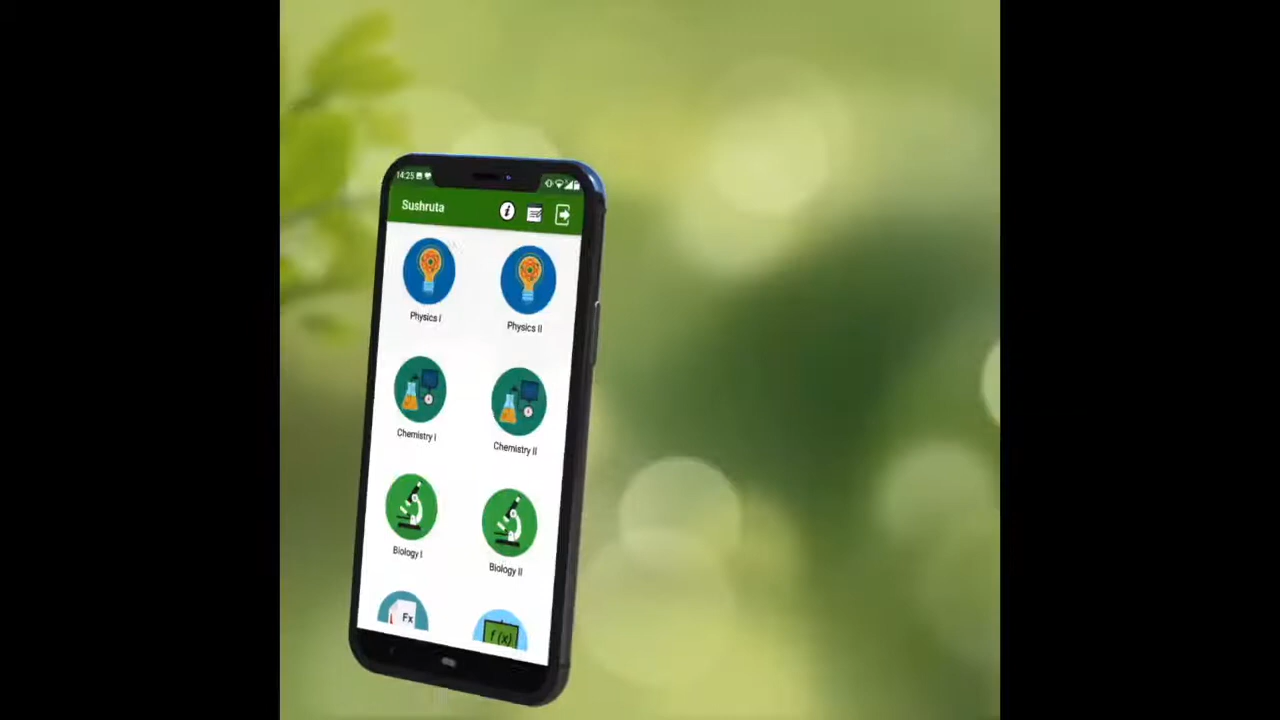 14:25
Sushruta
Physics I
Physics II
Chemistry I
Chemistry II
Biology I
Biology II
Fx
f(x)